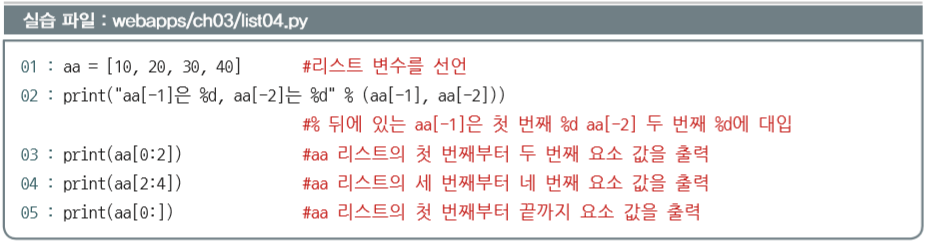 실습 파일 : webapps/ch03/list04.py
01 : aa = [10, 20, 30, 40] #리스트 변수를 선언
02 : print("aa[-1]은 %d, aa[-2]는 %d" % (aa[-1], aa[-2]))
#% 뒤에 있는 aa[-1]은 첫 번째 %d aa[-2] 두 번째 %d에 대입
03 : print(aa[0:2]) #aa 리스트의 첫 번째부터 두 번째 요소 값을 출력
04 : print(aa[2:4]) #aa 리스트의 세 번째부터 네 번째 요소 값을 출력
05 : print(aa[0:]) #aa 리스트의 첫 번째부터 끝까지 요소 값을 출력